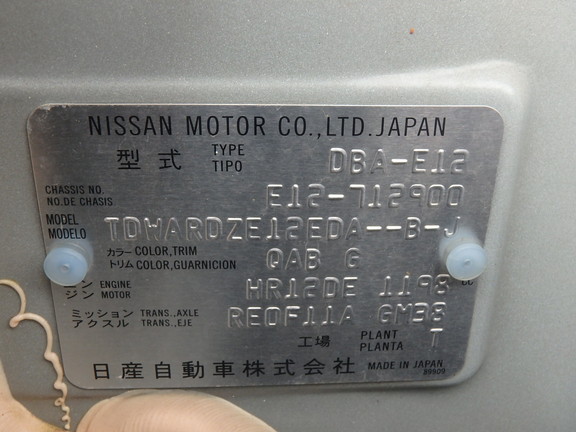 NISSAN MOTOR CO.,LTD.JAPAN
型式 TYPE TIPO DBA-E12
CHASSIS NO. NO.DE CHASIS E12-712900
MODEL MODELO TDWARDZE12EDA--B-J
カラー COLOR,TRIM トリム COLOR,GUARNICION QAB G
ン ENGINE ジン MOTOR HR12DE 1198 CC
ミッション TRANS.,AXLE アクスル TRANS.,EJE RE0F11A GM38
工場 PLANT PLANTA T
日産自動車株式会社 MADE IN JAPAN
89909